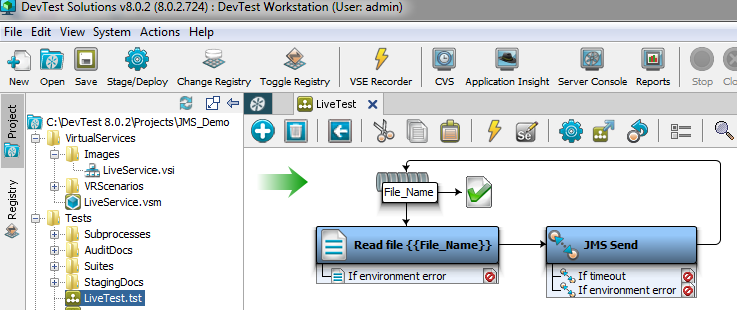 DevTest Solutions v8.0.2 (8.0.2.724) : DevTest Workstation (User: admin)
File Edit View System Actions Help
New Open Save Stage/Deploy Change Registry Toggle Registry VSE Recorder CVS Application Insight Server Console Reports Stop
Project
Registry
C:\DevTest 8.0.2\Projects\JMS_Demo
VirtualServices
Images
LiveService.vsi
VRScenarios
LiveService.vsm
Tests
Subprocesses
AuditDocs
Suites
StagingDocs
LiveTest.tst
LiveTest
Se
File_Name
Read file {{File_Name}}
If environment error
JMS Send
If timeout
If environment error